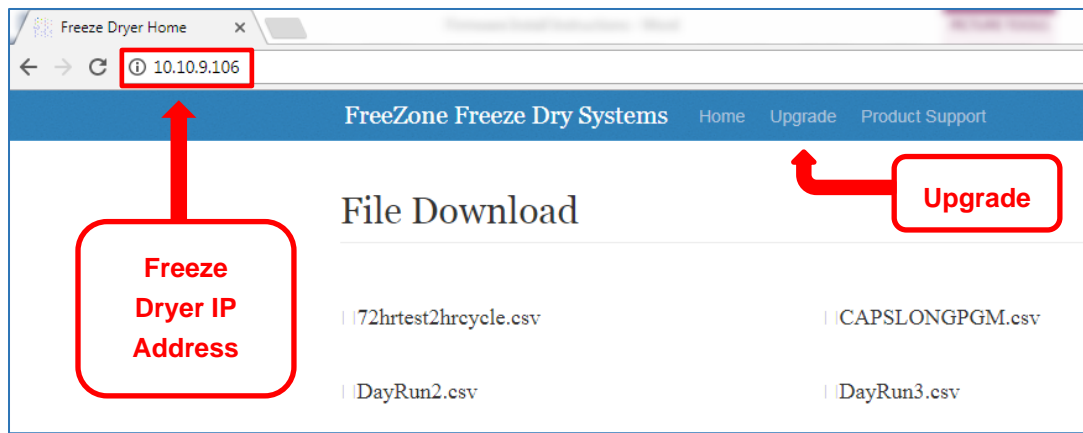 Freeze Dryer Home
10.10.9.106
FreeZone Freeze Dry Systems Home Upgrade Product Support
Upgrade
File Download
Freeze
Dryer IP
Address
72hrtest2hrcycle.csv CAPSLONGPGM.csv
DayRun2.csv DayRun3.csv